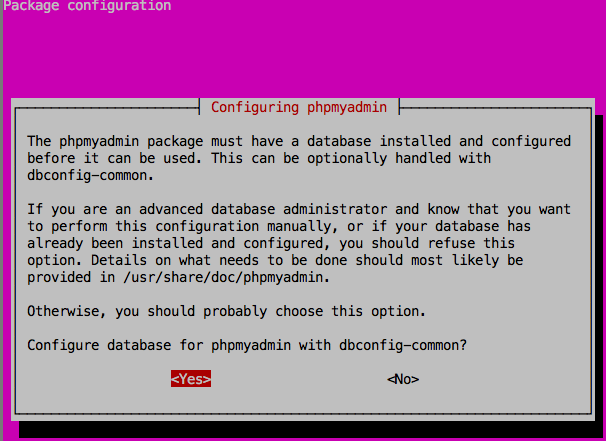 Package configuration
Configuring phpmyadmin
The phpmyadmin package must have a database installed and configured
before it can be used. This can be optionally handled with
dbconfig-common.
If you are an advanced database administrator and know that you want
to perform this configuration manually, or if your database has
already been installed and configured, you should refuse this
option. Details on what needs to be done should most likely be
provided in /usr/share/doc/phpmyadmin.
Otherwise, you should probably choose this option.
Configure database for phpmyadmin with dbconfig-common?
<Yes> <No>